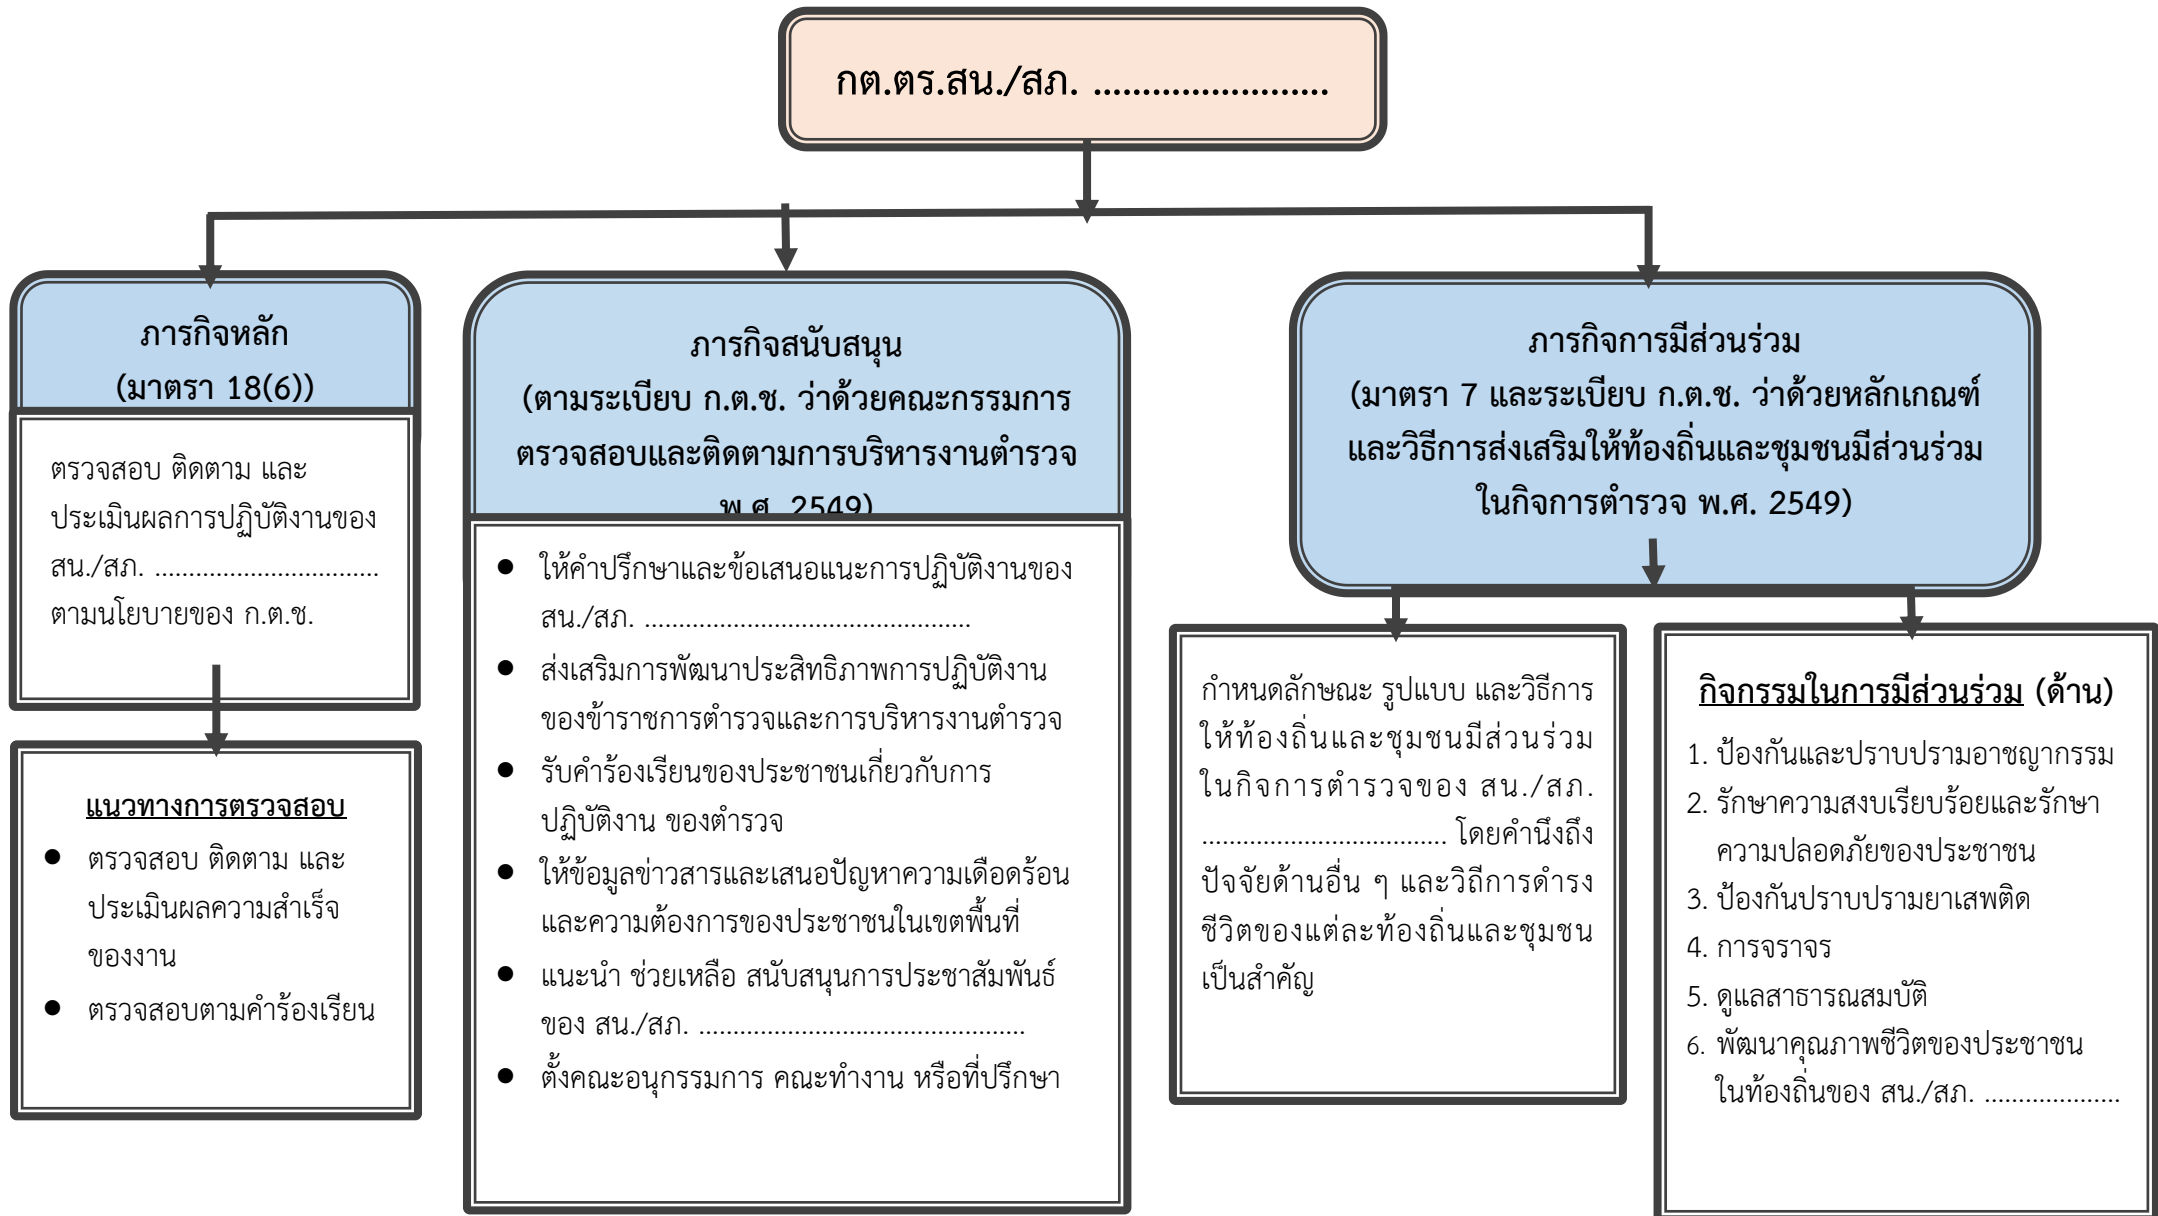 กต.ตร.สน./สภ. ........................
ภารกิจหลัก
(มาตรา 18(6))
ตรวจสอบ ติดตาม และ
ประเมินผลการปฏิบัติงานของ
สน./สภ. .................................
ตามนโยบายของ ก.ต.ช.
แนวทางการตรวจสอบ
● ตรวจสอบ ติดตาม และ
ประเมินผลความสำเร็จ
ของงาน
● ตรวจสอบตามคำร้องเรียน
ภารกิจสนับสนุน
(ตามระเบียบ ก.ต.ช. ว่าด้วยคณะกรรมการ
ตรวจสอบและติดตามการบริหารงานตำรวจ
พ.ศ. 2549)
● ให้คำปรึกษาและข้อเสนอแนะการปฏิบัติงานของ
สน./สภ. ................................................
● ส่งเสริมการพัฒนาประสิทธิภาพการปฏิบัติงาน
ของข้าราชการตำรวจและการบริหารงานตำรวจ
● รับคำร้องเรียนของประชาชนเกี่ยวกับการ
ปฏิบัติงาน ของตำรวจ
● ให้ข้อมูลข่าวสารและเสนอปัญหาความเดือดร้อน
และความต้องการของประชาชนในเขตพื้นที่
● แนะนำ ช่วยเหลือ สนับสนุนการประชาสัมพันธ์
ของ สน./สภ. ................................................
● ตั้งคณะอนุกรรมการ คณะทำงาน หรือที่ปรึกษา
ภารกิจการมีส่วนร่วม
(มาตรา 7 และระเบียบ ก.ต.ช. ว่าด้วยหลักเกณฑ์
และวิธีการส่งเสริมให้ท้องถิ่นและชุมชนมีส่วนร่วม
ในกิจการตำรวจ พ.ศ. 2549)
กำหนดลักษณะ รูปแบบ และวิธีการ
ให้ท้องถิ่นและชุมชนมีส่วนร่วม
ในกิจการตำรวจของ สน./สภ.
.................................... โดยคำนึงถึง
ปัจจัยด้านอื่น ๆ และวิถีการดำรง
ชีวิตของแต่ละท้องถิ่นและชุมชน
เป็นสำคัญ
กิจกรรมในการมีส่วนร่วม (ด้าน)
1. ป้องกันและปราบปรามอาชญากรรม
2. รักษาความสงบเรียบร้อยและรักษา
ความปลอดภัยของประชาชน
3. ป้องกันปราบปรามยาเสพติด
4. การจราจร
5. ดูแลสาธารณสมบัติ
6. พัฒนาคุณภาพชีวิตของประชาชน
ในท้องถิ่นของ สน./สภ. ....................